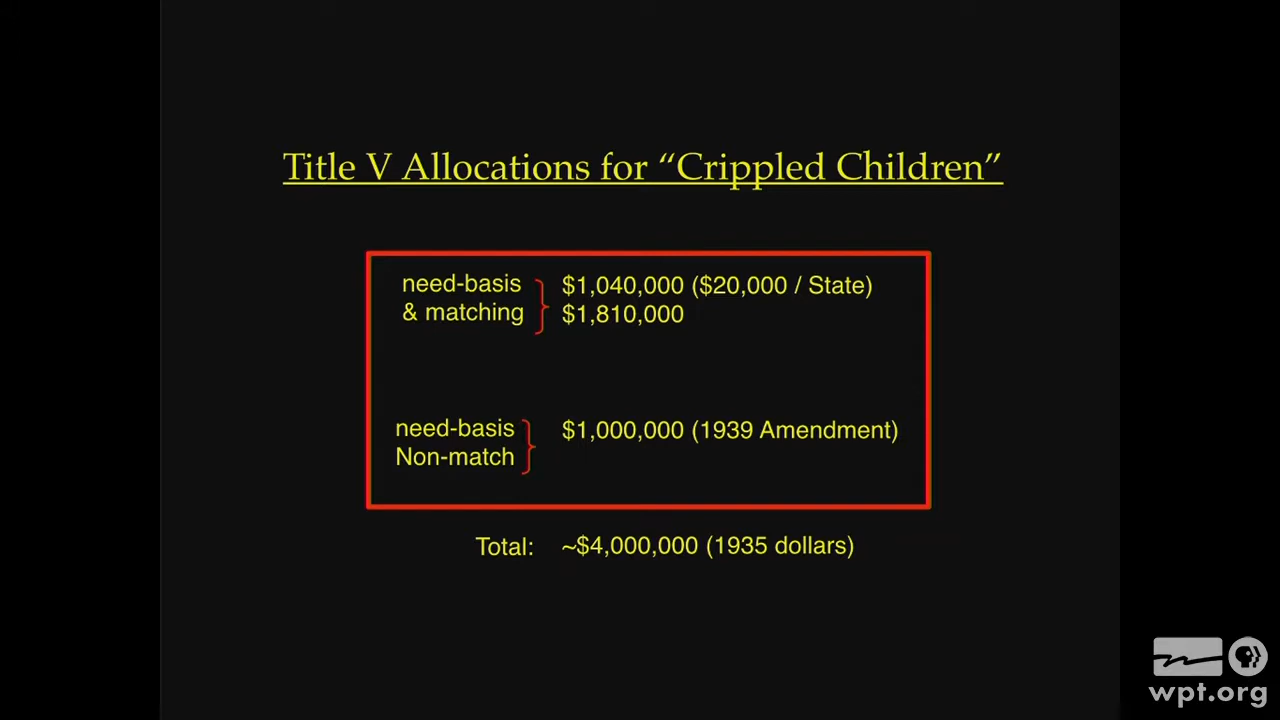 Title V Allocations for “Crippled Children”
need-basis
& matching
$1,040,000 ($20,000 / State)
$1,810,000
need-basis
Non-match
$1,000,000 (1939 Amendment)
Total: ~$4,000,000 (1935 dollars)
wpt.org